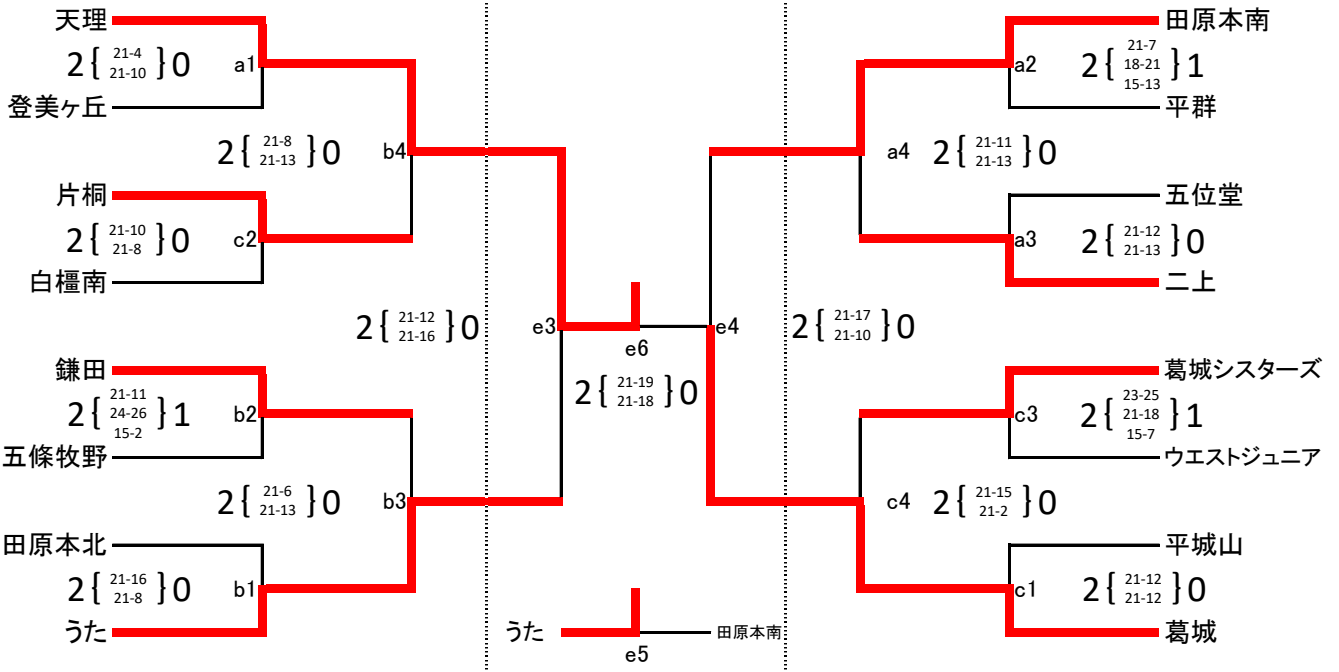 天理
田原本南
2{ 21-4 21-10 }0 a1
a2 2{ 21-7 18-21 15-13 }1
登美ヶ丘
平群
2{ 21-8 21-13 }0 b4
a4 2{ 21-11 21-13 }0
片桐
五位堂
2{ 21-10 21-8 }0 c2
a3 2{ 21-12 21-13 }0
白橿南
二上
2{ 21-12 21-16 }0 e3
e4 2{ 21-17 21-10 }0
e6
2{ 21-19 21-18 }0
鎌田
葛城シスターズ
2{ 21-11 24-26 15-2 }1 b2
c3 2{ 23-25 21-18 15-7 }1
五條牧野
ウエストジュニア
2{ 21-6 21-13 }0 b3
c4 2{ 21-15 21-2 }0
田原本北
平城山
2{ 21-16 21-8 }0 b1
c1 2{ 21-12 21-12 }0
うた
うた
田原本南
葛城
e5